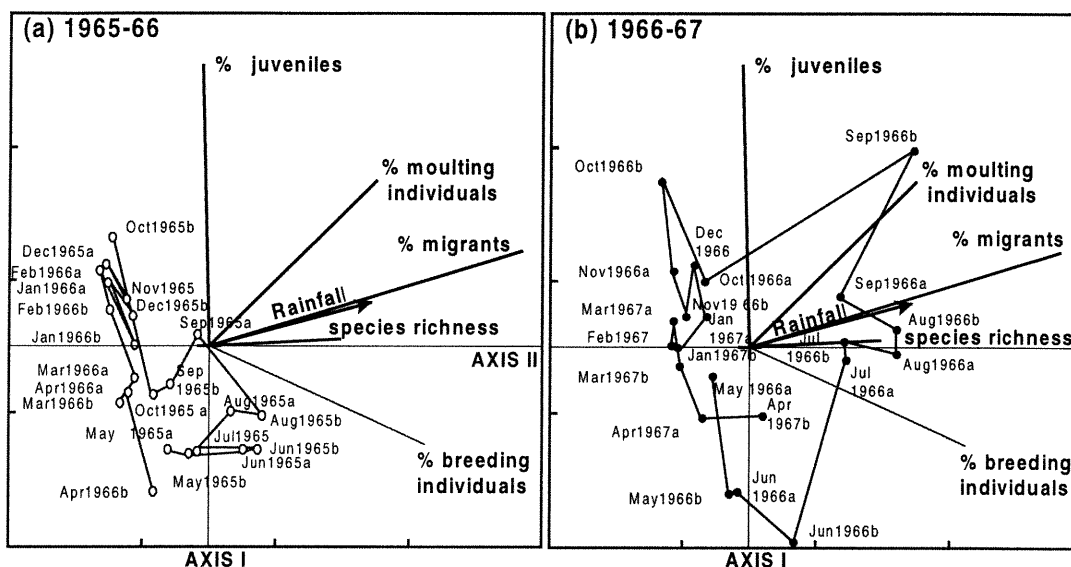 (a) 1965-66
% juveniles
% moulting
individuals
% migrants
Oct1965b
Dec1965a
Feb1966a
Jan1966a
Nov1965
Feb1966b
Dec1965b
Sep1965a
Rainfall
species richness
Jan1966b
AXIS II
Mar1966a
Sep
1965b
Apr1966a
Mar1966b
Oct1965 a
Aug1965a
Aug1965b
May 1965a
Jul1965
Jun1965b
Jun1965a
May1965b
Apr1966b
% breeding
individuals
AXIS I
(b) 1966-67
% juveniles
Sep1966b
Oct1966b
% moulting
individuals
Dec
1966
% migrants
Nov1966a
Oct1966a
Sep1966a
Mar1967a
Nov19 66b
Rainfall
Aug1966b
Feb1967
Jan
1967a
Jul
1966b
species richness
Jan1967b
Aug1966a
Mar1967b
May 1966a
Jul
1966a
Apr
1967b
Apr1967a
% breeding
individuals
May1966b
Jun
1966a
Jun1966b
AXIS I